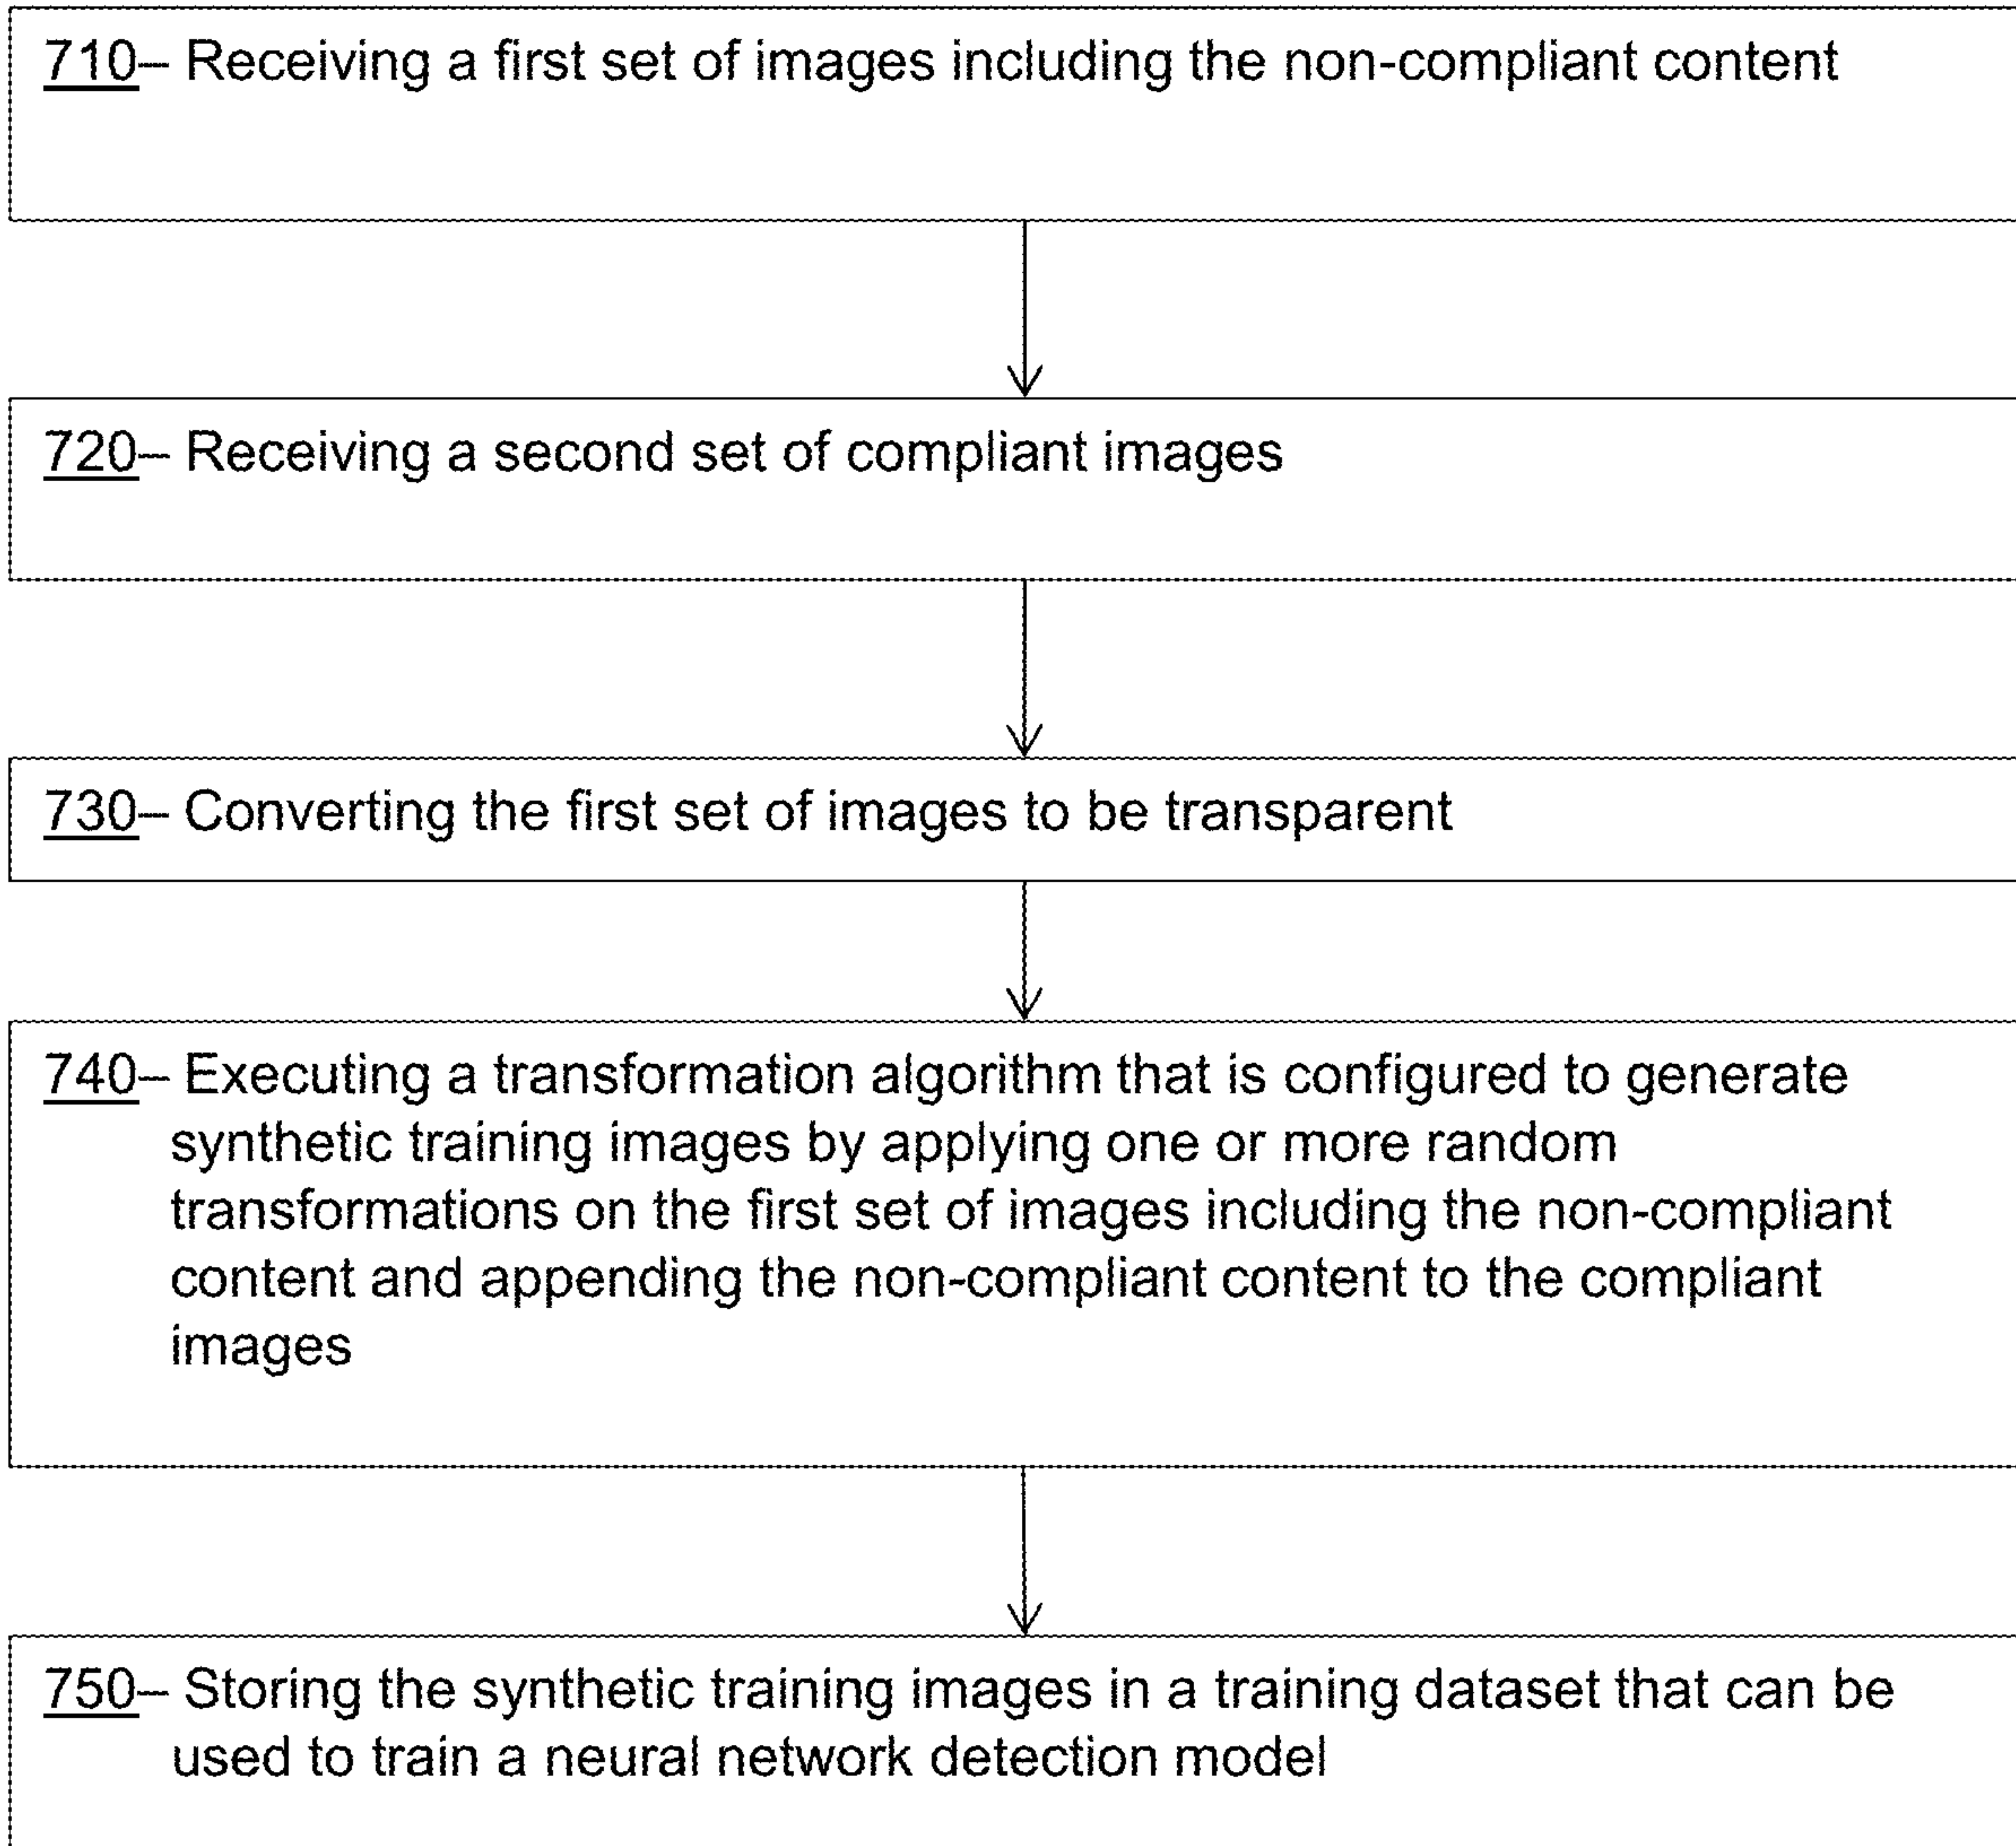 710– Receiving a first set of images including the non-compliant content
720– Receiving a second set of compliant images
730– Converting the first set of images to be transparent
740– Executing a transformation algorithm that is configured to generate
synthetic training images by applying one or more random
transformations on the first set of images including the non-compliant
content and appending the non-compliant content to the compliant
images
750– Storing the synthetic training images in a training dataset that can be
used to train a neural network detection model